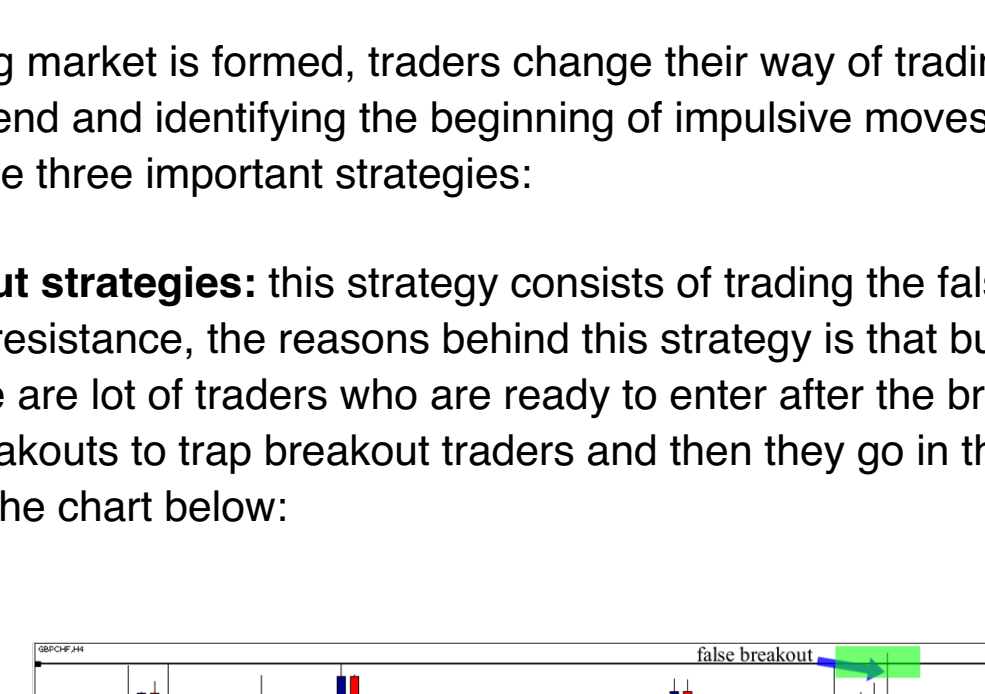 g market is formed, traders change their way of tradin
end and identifying the beginning of impulsive moves
e three important strategies:
ut strategies: this strategy consists of trading the fals
resistance, the reasons behind this strategy is that bu
e are lot of traders who are ready to enter after the br
akouts to trap breakout traders and then they go in th
he chart below:
GBPCHF,H4
false breakout